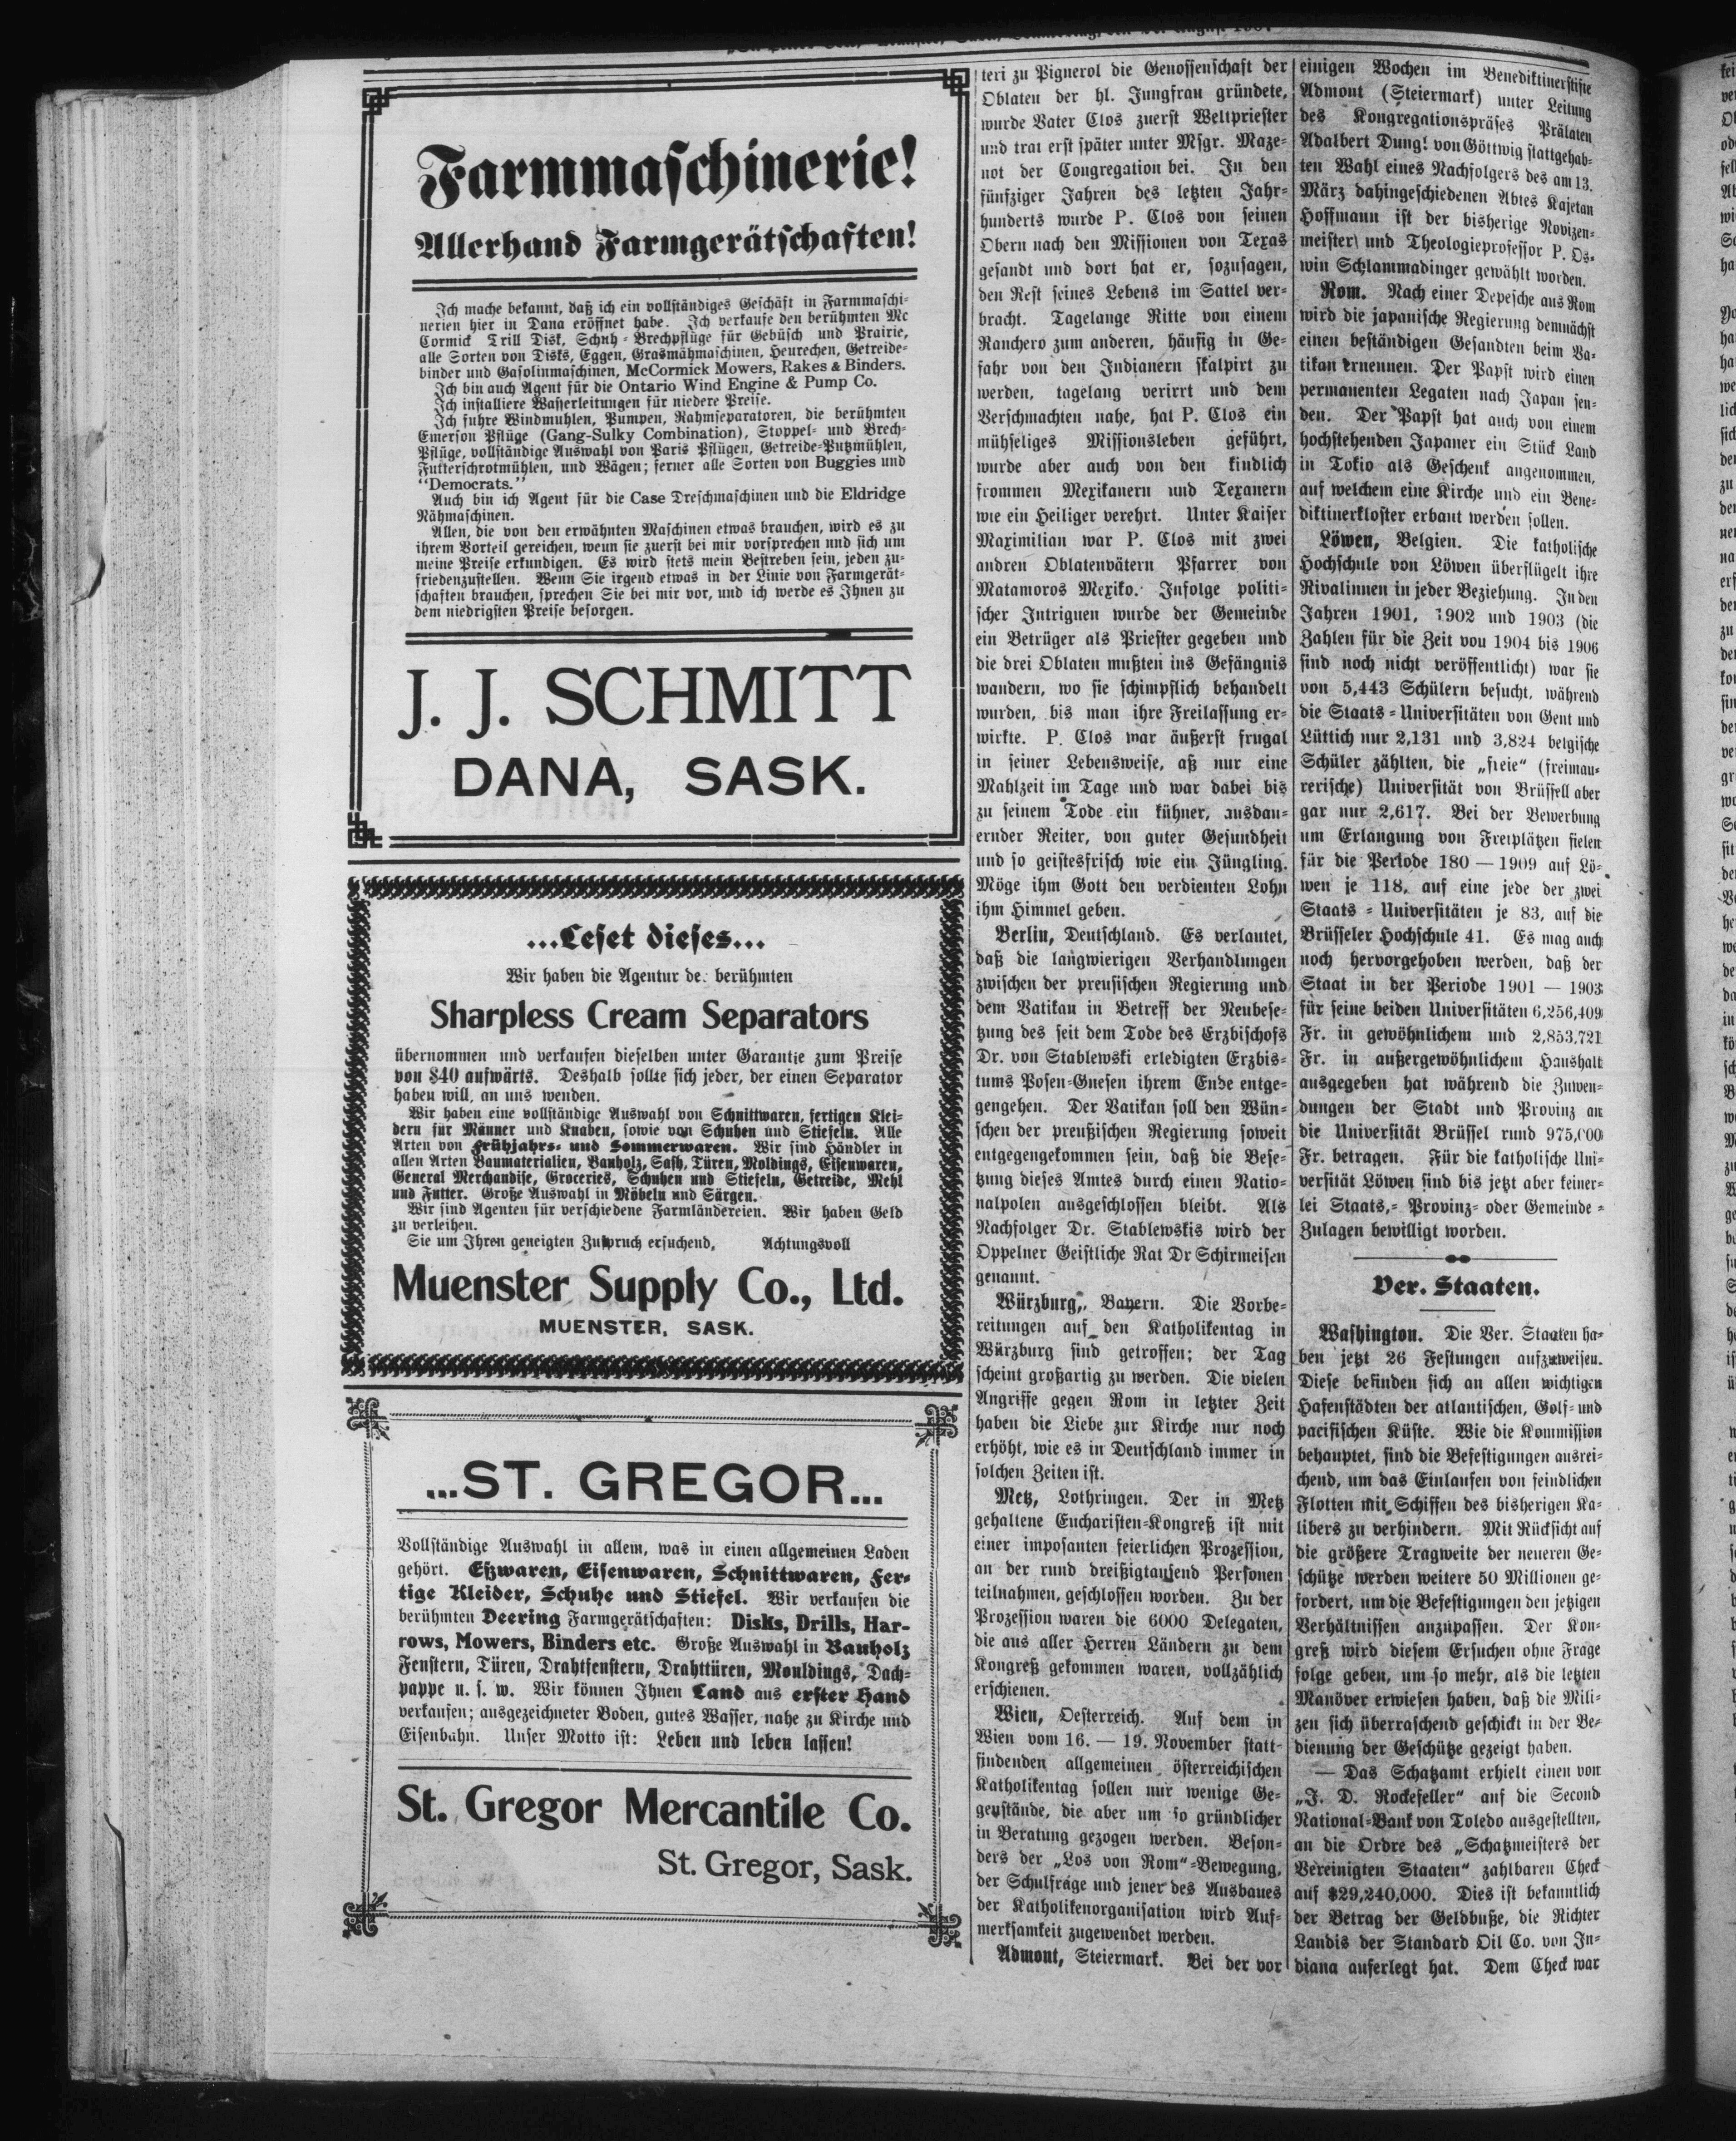 Farmmaschinerie!
Allerhand Farmgerätschaften!
Ich mache bekannt, daß ich ein vollständiges Geschäft in Farmmaschi-
nerien hier in Dana eröffnet habe. Ich verkaufe den berühmten Mc
Cormick Trill Disk, Schuh-Brechpflüge für Gebüsch und Prairie,
alle Sorten von Disks, Eggen, Grasmähmaschinen, Heurechen, Getreide-
binder und Gasolinmaschinen, McCormick Mowers, Rakes & Binders.
Ich bin auch Agent für die Ontario Wind Engine & Pump Co.
Ich installiere Wasserleitungen für niedere Preise.
Ich fuhre Windmuhlen, Pumpen, Rahmseparatoren, die berühmten
Emerson Pflüge (Gang-Sulky Combination), Stoppel- und Brech-
Pflüge, vollständige Auswahl von Paris Pflügen, Getreide-Putzmühlen,
Futterschrotmühlen, und Wägen; ferner alle Sorten von Buggies und
"Democrats."
Auch bin ich Agent für die Case Dreschmaschinen und die Eldridge
Nähmaschinen.
Allen, die von den erwähnten Maschinen etwas brauchen, wird es zu
ihrem Vorteil gereichen, wenn sie zuerst bei mir vorsprechen und sich um
meine Preise erkundigen. Es wird stets mein Bestreben sein, jeden zu-
friedenzustellen. Wenn Sie irgend etwas in der Linie von Farmgerät-
schaften brauchen, sprechen Sie bei mir vor, und ich werde es Ihnen zu
dem niedrigsten Preise besorgen.
J. J. SCHMITT
DANA, SASK.
...Leset dieses...
Wir haben die Agentur de. berühmten
Sharpless Cream Separators
übernommen und verkaufen dieselben unter Garantie zum Preise
von $40 aufwärts. Deshalb sollte sich jeder, der einen Separator
haben will, an uns wenden.
Wir haben eine vollständige Auswahl von Schnittwaren, fertigen Klei-
dern für Männer und Knaben, sowie von Schuhen und Stiefeln. Alle
Arten von Frühjahrs- und Sommerwaren. Wir sind Händler in
allen Arten Baumaterialien, Bauholz, Sash, Türen, Moldings, Eisenwaren,
General Merchandise, Groceries, Schuhen und Stiefeln, Getreide, Mehl
und Futter. Große Auswahl in Möbeln und Särgen.
Wir sind Agenten für verschiedene Farmländereien. Wir haben Geld
zu verleihen.
Sie um Ihren geneigten Zuspruch ersuchend, Achtungsvoll
Muenster Supply Co., Ltd.
MUENSTER, SASK.
...ST. GREGOR...
Vollständige Auswahl in allem, was in einen allgemeinen Laden
gehört. Eßwaren, Eisenwaren, Schnittwaren, Fer-
tige Kleider, Schuhe und Stiefel. Wir verkaufen die
berühmten Deering Farmgerätschaften: Disks, Drills, Har-
rows, Mowers, Binders etc. Große Auswahl in Bauholz
Fenstern, Türen, Drahtfenstern, Drahttüren, Mouldings, Dach-
pappe u. s. w. Wir können Ihnen Land aus erster Hand
verkaufen; ausgezeichneter Boden, gutes Wasser, nahe zu Kirche und
Eisenbahn. Unser Motto ist: Leben und leben lassen!
St. Gregor Mercantile Co.
St. Gregor, Sask.
teri zu Pignerol die Genossenschaft der
Oblaten der hl. Jungfrau gründete,
wurde Vater Clos zuerst Weltpriester
und trat erst später unter Msgr. Maze-
not der Congregation bei. In den
fünfziger Jahren des letzten Jahr-
hunderts wurde P. Clos von seinen
Obern nach den Missionen von Texas
gesandt und dort hat er, sozusagen,
den Rest seines Lebens im Sattel ver-
bracht. Tagelange Ritte von einem
Ranchero zum anderen, häufig in Ge-
fahr von den Indianern skalpirt zu
werden, tagelang verirrt und dem
Verschmachten nahe, hat P. Clos ein
mühseliges Missionsleben geführt,
wurde aber auch von den kindlich
frommen Mexikanern und Texanern
wie ein Heiliger verehrt. Unter Kaiser
Maximilian war P. Clos mit zwei
andren Oblatenvätern Pfarrer von
Matamoros Mexiko. Infolge politi-
scher Intriguen wurde der Gemeinde
ein Betrüger als Priester gegeben und
die drei Oblaten mußten ins Gefängnis
wandern, wo sie schimpflich behandelt
wurden, bis man ihre Freilassung er-
wirkte. P. Clos war äußerst frugal
in seiner Lebensweise, aß nur eine
Mahlzeit im Tage und war dabei bis
zu seinem Tode ein kühner, ausdau-
ernder Reiter, von guter Gesundheit
und so geistesfrisch wie ein Jüngling.
Möge ihm Gott den verdienten Lohn
ihm Himmel geben.
Berlin, Deutschland. Es verlautet,
daß die langwierigen Verhandlungen
zwischen der preusischen Regierung und
dem Vatikan in Betreff der Neubese-
tzung des seit dem Tode des Erzbischofs
Dr. von Stablewski erledigten Erzbis-
tums Posen-Gnesen ihrem Ende entge-
gengehen. Der Vatikan soll den Wün-
schen der preußischen Regierung soweit
entgegengekommen sein, daß die Bese-
tzung dieses Amtes durch einen Natio-
nalpolen ausgeschlossen bleibt. Als
Nachfolger Dr. Stablewskis wird der
Oppelner Geistliche Rat Dr Schirmeisen
genannt.
Würzburg, Bayern. Die Vorbe-
reitungen auf den Katholikentag in
Würzburg sind getroffen; der Tag
scheint großartig zu werden. Die vielen
Angriffe gegen Rom in letzter Zeit
haben die Liebe zur Kirche nur noch
erhöht, wie es in Deutschland immer in
solchen Zeiten ist.
Metz, Lothringen. Der in Metz
gehaltene Eucharisten-Kongreß ist mit
einer imposanten feierlichen Prozession,
an der rund dreißigtausend Personen
teilnahmen, geschlossen worden. Zu der
Prozession waren die 6000 Delegaten,
die aus aller Herren Ländern zu dem
Kongreß gekommen waren, vollzählich
erschienen.
Wien, Oesterreich. Auf dem in
Wien vom 16. — 19. November statt-
findenden allgemeinen österreichischen
Katholikentag sollen nur wenige Ge-
genstände, die aber um so gründlicher
in Beratung gezogen werden. Beson-
ders der „Los von Rom“-Bewegung,
der Schulfrage und jener des Ausbaues
der Katholikenorganisation wird Auf-
merksamkeit zugewendet werden.
Admont, Steiermark. Bei der vor
einigen Wochen im Benediktinerstifte
Admont (Steiermark) unter Leitung
des Kongregationspräses Prälaten
Adalbert Dungl von Göttwig stattgehab-
ten Wahl eines Nachfolgers des am 13.
März dahingeschiedenen Abtes Kajetan
Hoffmann ist der bisherige Novizen-
meister und Theologieprofessor P. Os-
win Schlammadinger gewählt worden.
Rom. Nach einer Depesche aus Rom
wird die japanische Regierung demnächst
einen beständigen Gesandten beim Va-
tikan ernennen. Der Papst wird einen
permanenten Legaten nach Japan sen-
den. Der Papst hat auch von einem
hochstehenden Japaner ein Stück Land
in Tokio als Geschenk angenommen,
auf welchem eine Kirche und ein Bene-
diktinerkloster erbaut werden sollen.
Löwen, Belgien. Die katholische
Hochschule von Löwen überflügelt ihre
Rivalinnen in jeder Beziehung. In den
Jahren 1901, 1902 und 1903 (die
Zahlen für die Zeit vou 1904 bis 1906
sind noch nicht veröffentlicht) war sie
von 5,443 Schülern besucht, während
die Staats-Universitäten von Gent und
Lüttich nur 2,131 und 3,824 belgische
Schüler zählten, die „freie“ (freimau-
rerische) Universität von Brüssell aber
gar nur 2,617. Bei der Bewerbung
um Erlangung von Freiplätzen fielen
für die Periode 180 — 1909 auf Lö-
wen je 118, auf eine jede der zwei
Staats-Universitäten je 83, auf die
Brüsseler Hochschule 41. Es mag auch
noch hervorgehoben werden, daß der
Staat in der Periode 1901 — 1903
für seine beiden Universitäten 6,256,409
Fr. in gewöhnlichem und 2,853,721
Fr. in außergewöhnlichem Haushalt
ausgegeben hat während die Zuwen-
dungen der Stadt und Provinz an
die Universität Brüssel rund 975,000
Fr. betragen. Für die katholische Uni-
versität Löwen sind bis jetzt aber keiner-
lei Staats,- Provinz- oder Gemeinde-
Zulagen bewilligt worden.
Ver. Staaten.
Washington. Die Ver. Staaten ha-
ben jetzt 26 Festungen aufzuweisen.
Diese befinden sich an allen wichtigen
Hafenstädten der atlantischen, Golf- und
pacifischen Küste. Wie die Kommission
behauptet, sind die Befestigungen ausrei-
chend, um das Einlaufen von feindlichen
Flotten mit Schiffen des bisherigen Ka-
libers zu verhindern. Mit Rücksicht auf
die größere Tragweite der neueren Ge-
schütze werden weitere 50 Millionen ge-
fordert, um die Befestigungen den jetzigen
Verhältnissen anzupassen. Der Kon-
greß wird diesem Ersuchen ohne Frage
folge geben, um so mehr, als die letzten
Manöver erwiesen haben, daß die Mili-
zen sich überraschend geschickt in der Be-
dienung der Geschütze gezeigt haben.
— Das Schatzamt erhielt einen von
„J. D. Rockefeller“ auf die Second
National-Bank von Toledo ausgestellten,
an die Ordre des „Schatzmeisters der
Vereinigten Staaten“ zahlbaren Check
auf $29,240,000. Dies ist bekanntlich
der Betrag der Geldbuße, die Richter
Landis der Standard Oil Co. von In-
diana auferlegt hat. Dem Check war